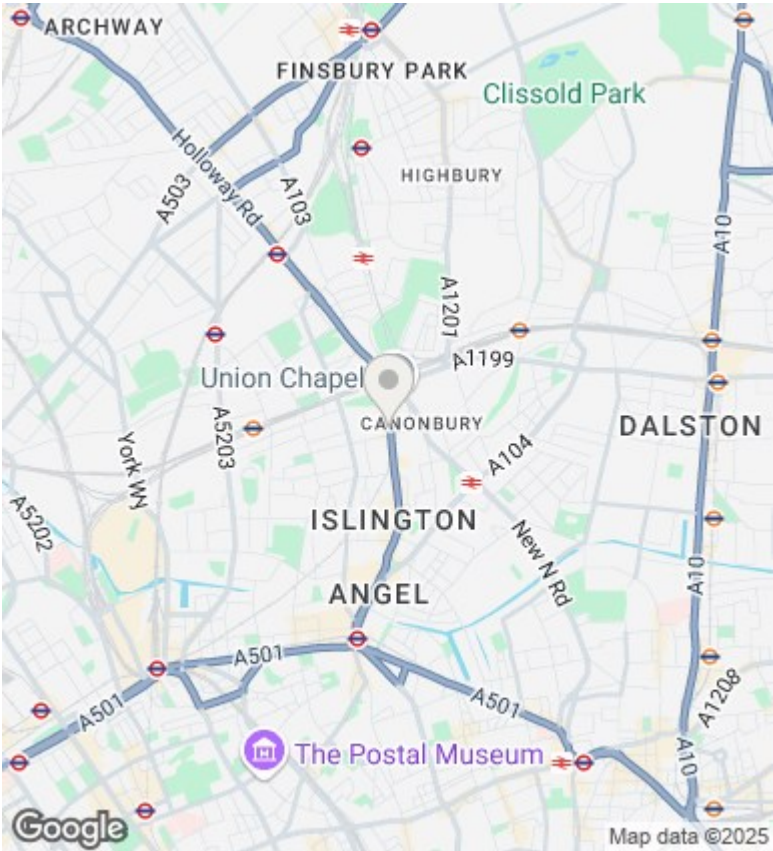 ARCHWAY
FINSBURY PARK
Clissold Park
Holloway Rd
A503
A103
HIGHBURY
A10
A1201
A1199
Union Chapel
CANONBURY
DALSTON
A5203
York Wy
A104
A5202
ISLINGTON
New N Rd
ANGEL
A10
A501
A501
A501
A1208
The Postal Museum
A10
Google
Map data ©2025